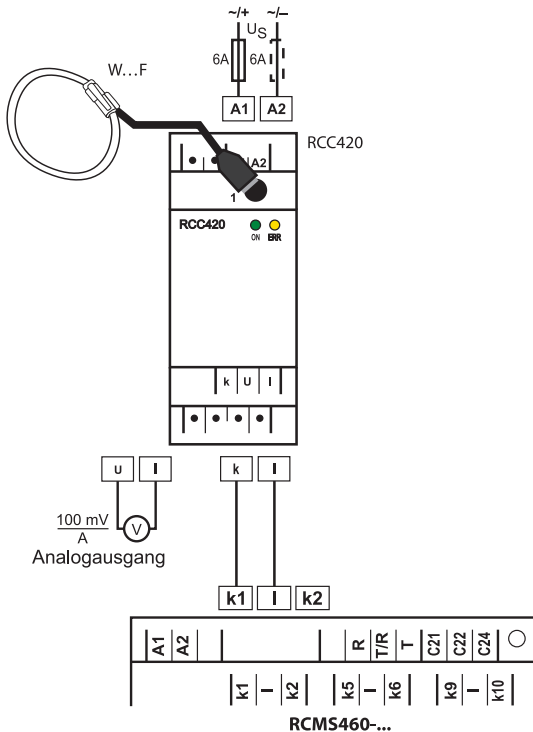 ~/+ ~/–
US
6A 6A
W…F
A1 A2
RCC420
A2
1
RCC420
ON ERR
k U l
U l k l
100 mV
A
V
Analogausgang
k1 l k2
A1 A2 R T/R T C21 C22 C24
k1 l k2 k5 l k6 k9 l k10
RCMS460-...